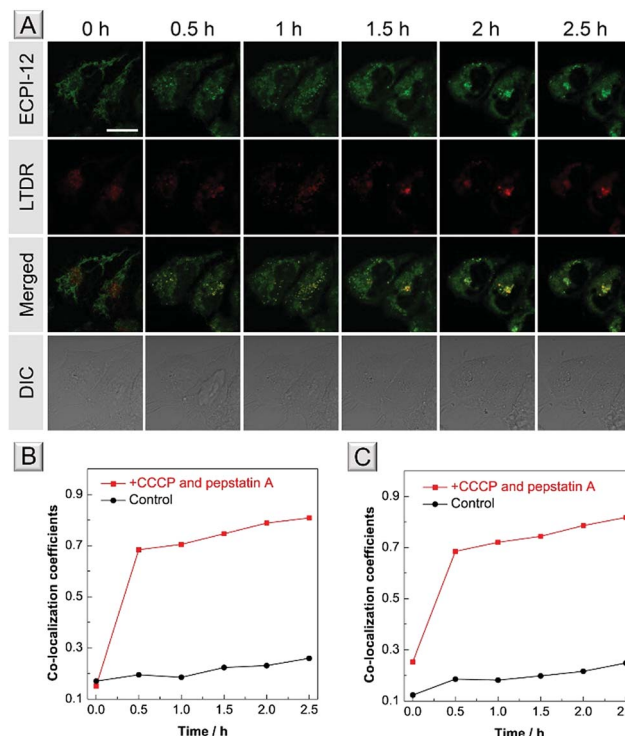 A
0 h 0.5 h 1 h 1.5 h 2 h 2.5 h
ECPI-12
LTDR
Merged
DIC
B
+CCCP and pepstatin A
Control
Co-localization coefficients
0.9
0.7
0.5
0.3
0.1
0.0 0.5 1.0 1.5 2.0 2.5
Time / h
C
+CCCP and pepstatin A
Control
Co-localization coefficients
0.9
0.7
0.5
0.3
0.1
0.0 0.5 1.0 1.5 2.0 2.5
Time / h